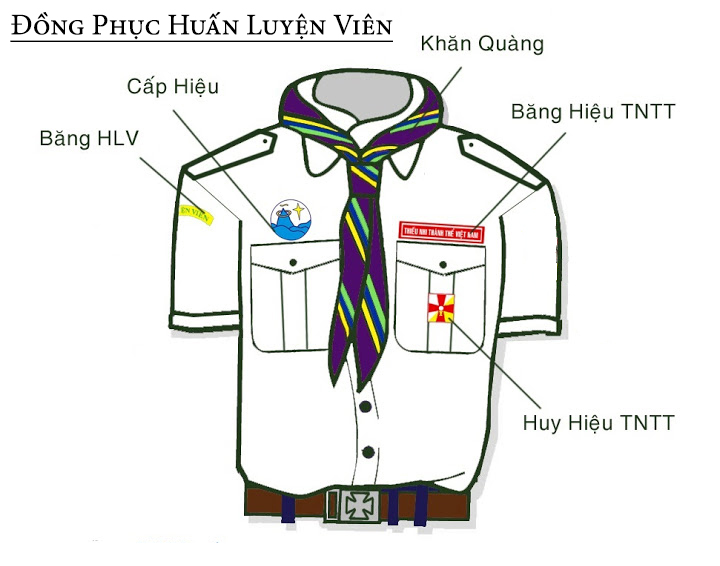 Đồng Phục Huấn Luyện Viên
Khăn Quàng
Cấp Hiệu
Băng Hiệu TNTT
Băng HLV
VIÊN
THIẾU NHI THÁNH THỂ VIỆT NAM
Huy Hiệu TNTT